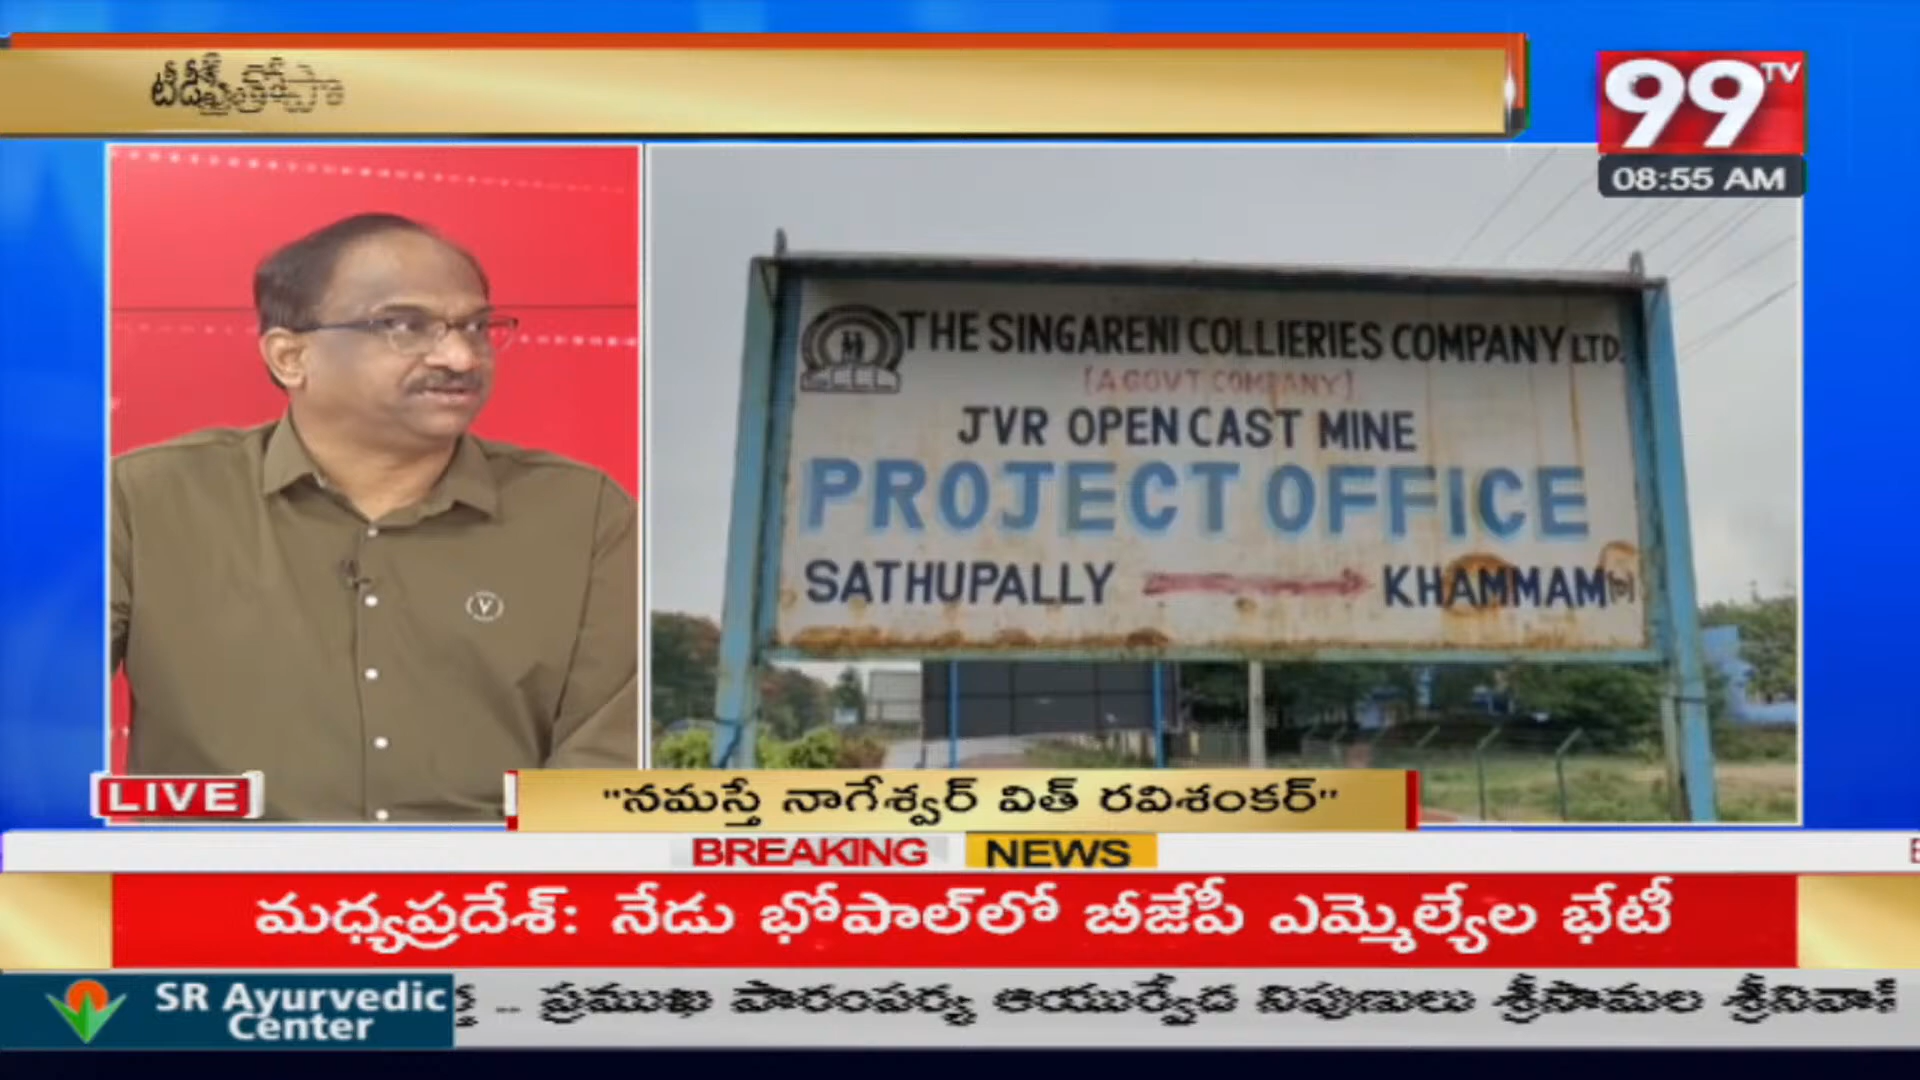 99 TV
08:55 AM
THE SINGARENI COLLIERIES COMPANY LTD.
[A GOVT COMPANY]
JVR OPEN CAST MINE
PROJECT OFFICE
SATHUPALLY KHAMMAM
LIVE
"నమస్తే నాగేశ్వర్ విత్ రవిశంకర్"
BREAKING NEWS
మధ్యప్రదేశ్: నేడు భోపాల్‌లో బీజేపీ ఎమ్మెల్యేల భేటీ
SR Ayurvedic Center
.. ప్రముఖ పారంపర్య ఆయుర్వేద నిపుణులు శ్రీసామల